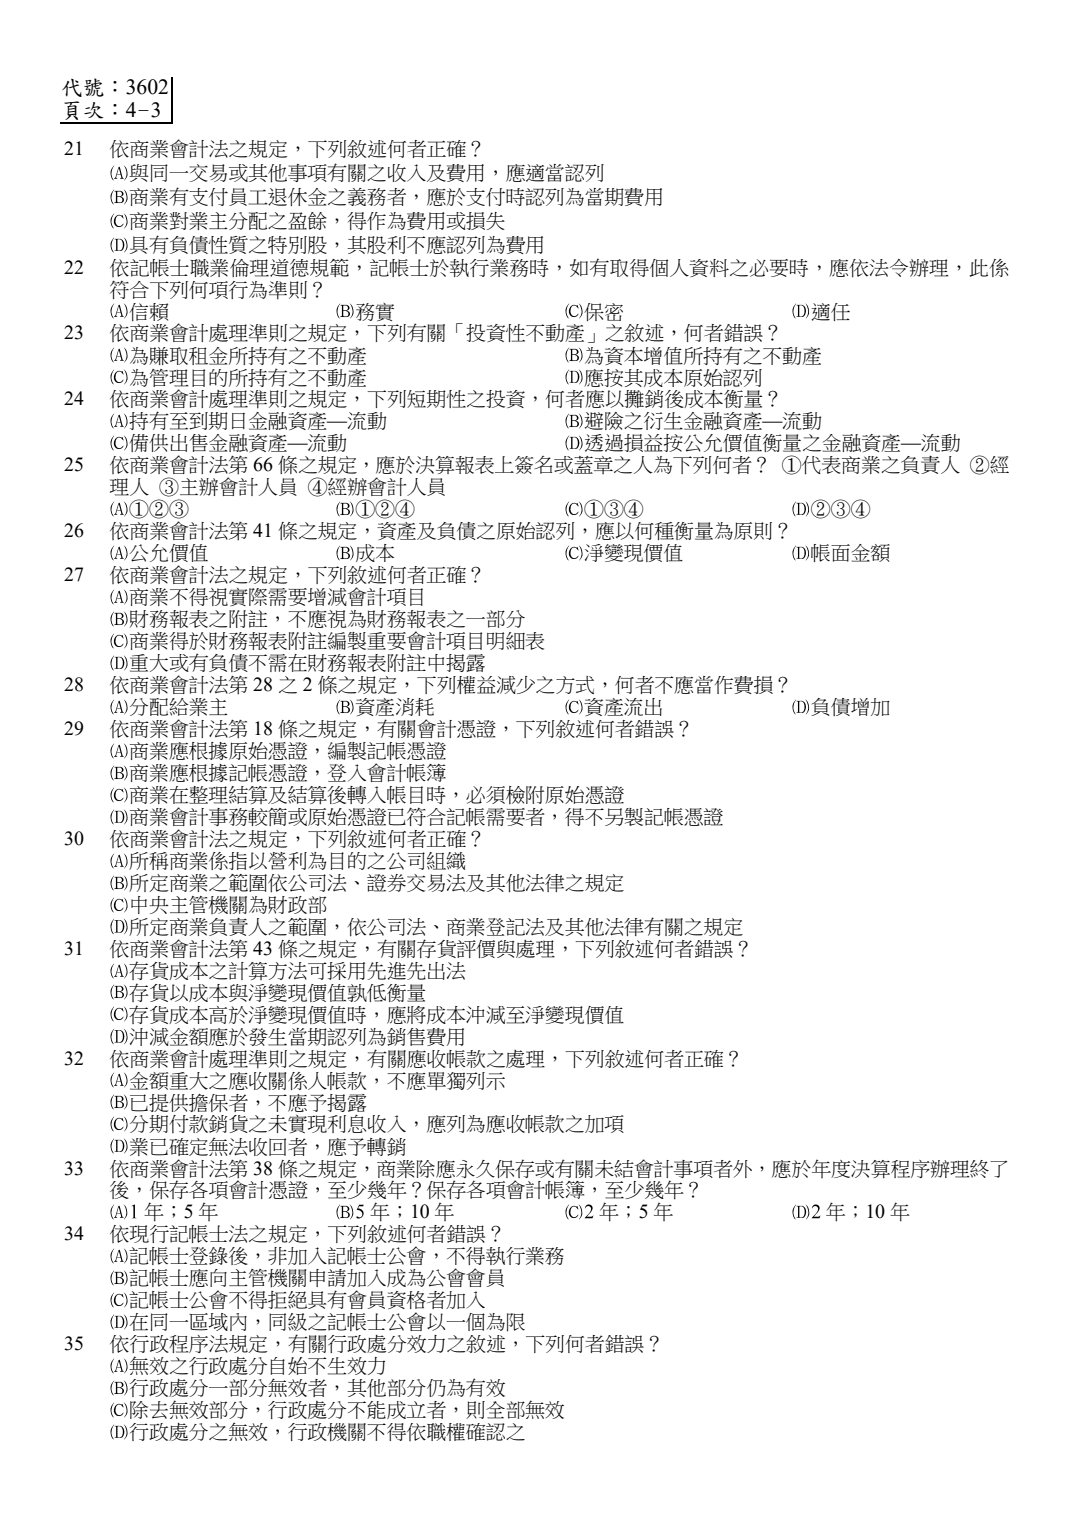 代號：3602
頁次：4-3
21 依商業會計法之規定，下列敘述何者正確？
(A)與同一交易或其他事項有關之收入及費用，應適當認列
(B)商業有支付員工退休金之義務者，應於支付時認列為當期費用
(C)商業對業主分配之盈餘，得作為費用或損失
(D)具有負債性質之特別股，其股利不應認列為費用
22 依記帳士職業倫理道德規範，記帳士於執行業務時，如有取得個人資料之必要時，應依法令辦理，此係
符合下列何項行為準則？
(A)信賴 (B)務實 (C)保密 (D)適任
23 依商業會計處理準則之規定，下列有關「投資性不動產」之敘述，何者錯誤？
(A)為賺取租金所持有之不動產 (B)為資本增值所持有之不動產
(C)為管理目的所持有之不動產 (D)應按其成本原始認列
24 依商業會計處理準則之規定，下列短期性之投資，何者應以攤銷後成本衡量？
(A)持有至到期日金融資產—流動 (B)避險之衍生金融資產—流動
(C)備供出售金融資產—流動 (D)透過損益按公允價值衡量之金融資產—流動
25 依商業會計法第 66 條之規定，應於決算報表上簽名或蓋章之人為下列何者？ ①代表商業之負責人 ②經
理人 ③主辦會計人員 ④經辦會計人員
(A)①②③ (B)①②④ (C)①③④ (D)②③④
26 依商業會計法第 41 條之規定，資產及負債之原始認列，應以何種衡量為原則？
(A)公允價值 (B)成本 (C)淨變現價值 (D)帳面金額
27 依商業會計法之規定，下列敘述何者正確？
(A)商業不得視實際需要增減會計項目
(B)財務報表之附註，不應視為財務報表之一部分
(C)商業得於財務報表附註編製重要會計項目明細表
(D)重大或有負債不需在財務報表附註中揭露
28 依商業會計法第 28 之 2 條之規定，下列權益減少之方式，何者不應當作費損？
(A)分配給業主 (B)資產消耗 (C)資產流出 (D)負債增加
29 依商業會計法第 18 條之規定，有關會計憑證，下列敘述何者錯誤？
(A)商業應根據原始憑證，編製記帳憑證
(B)商業應根據記帳憑證，登入會計帳簿
(C)商業在整理結算及結算後轉入帳目時，必須檢附原始憑證
(D)商業會計事務較簡或原始憑證已符合記帳需要者，得不另製記帳憑證
30 依商業會計法之規定，下列敘述何者正確？
(A)所稱商業係指以營利為目的之公司組織
(B)所定商業之範圍依公司法、證券交易法及其他法律之規定
(C)中央主管機關為財政部
(D)所定商業負責人之範圍，依公司法、商業登記法及其他法律有關之規定
31 依商業會計法第 43 條之規定，有關存貨評價與處理，下列敘述何者錯誤？
(A)存貨成本之計算方法可採用先進先出法
(B)存貨以成本與淨變現價值孰低衡量
(C)存貨成本高於淨變現價值時，應將成本沖減至淨變現價值
(D)沖減金額應於發生當期認列為銷售費用
32 依商業會計處理準則之規定，有關應收帳款之處理，下列敘述何者正確？
(A)金額重大之應收關係人帳款，不應單獨列示
(B)已提供擔保者，不應予揭露
(C)分期付款銷貨之未實現利息收入，應列為應收帳款之加項
(D)業已確定無法收回者，應予轉銷
33 依商業會計法第 38 條之規定，商業除應永久保存或有關未結會計事項者外，應於年度決算程序辦理終了
後，保存各項會計憑證，至少幾年？保存各項會計帳簿，至少幾年？
(A)1 年；5 年 (B)5 年；10 年 (C)2 年；5 年 (D)2 年；10 年
34 依現行記帳士法之規定，下列敘述何者錯誤？
(A)記帳士登錄後，非加入記帳士公會，不得執行業務
(B)記帳士應向主管機關申請加入成為公會會員
(C)記帳士公會不得拒絕具有會員資格者加入
(D)在同一區域內，同級之記帳士公會以一個為限
35 依行政程序法規定，有關行政處分效力之敘述，下列何者錯誤？
(A)無效之行政處分自始不生效力
(B)行政處分一部分無效者，其他部分仍為有效
(C)除去無效部分，行政處分不能成立者，則全部無效
(D)行政處分之無效，行政機關不得依職權確認之